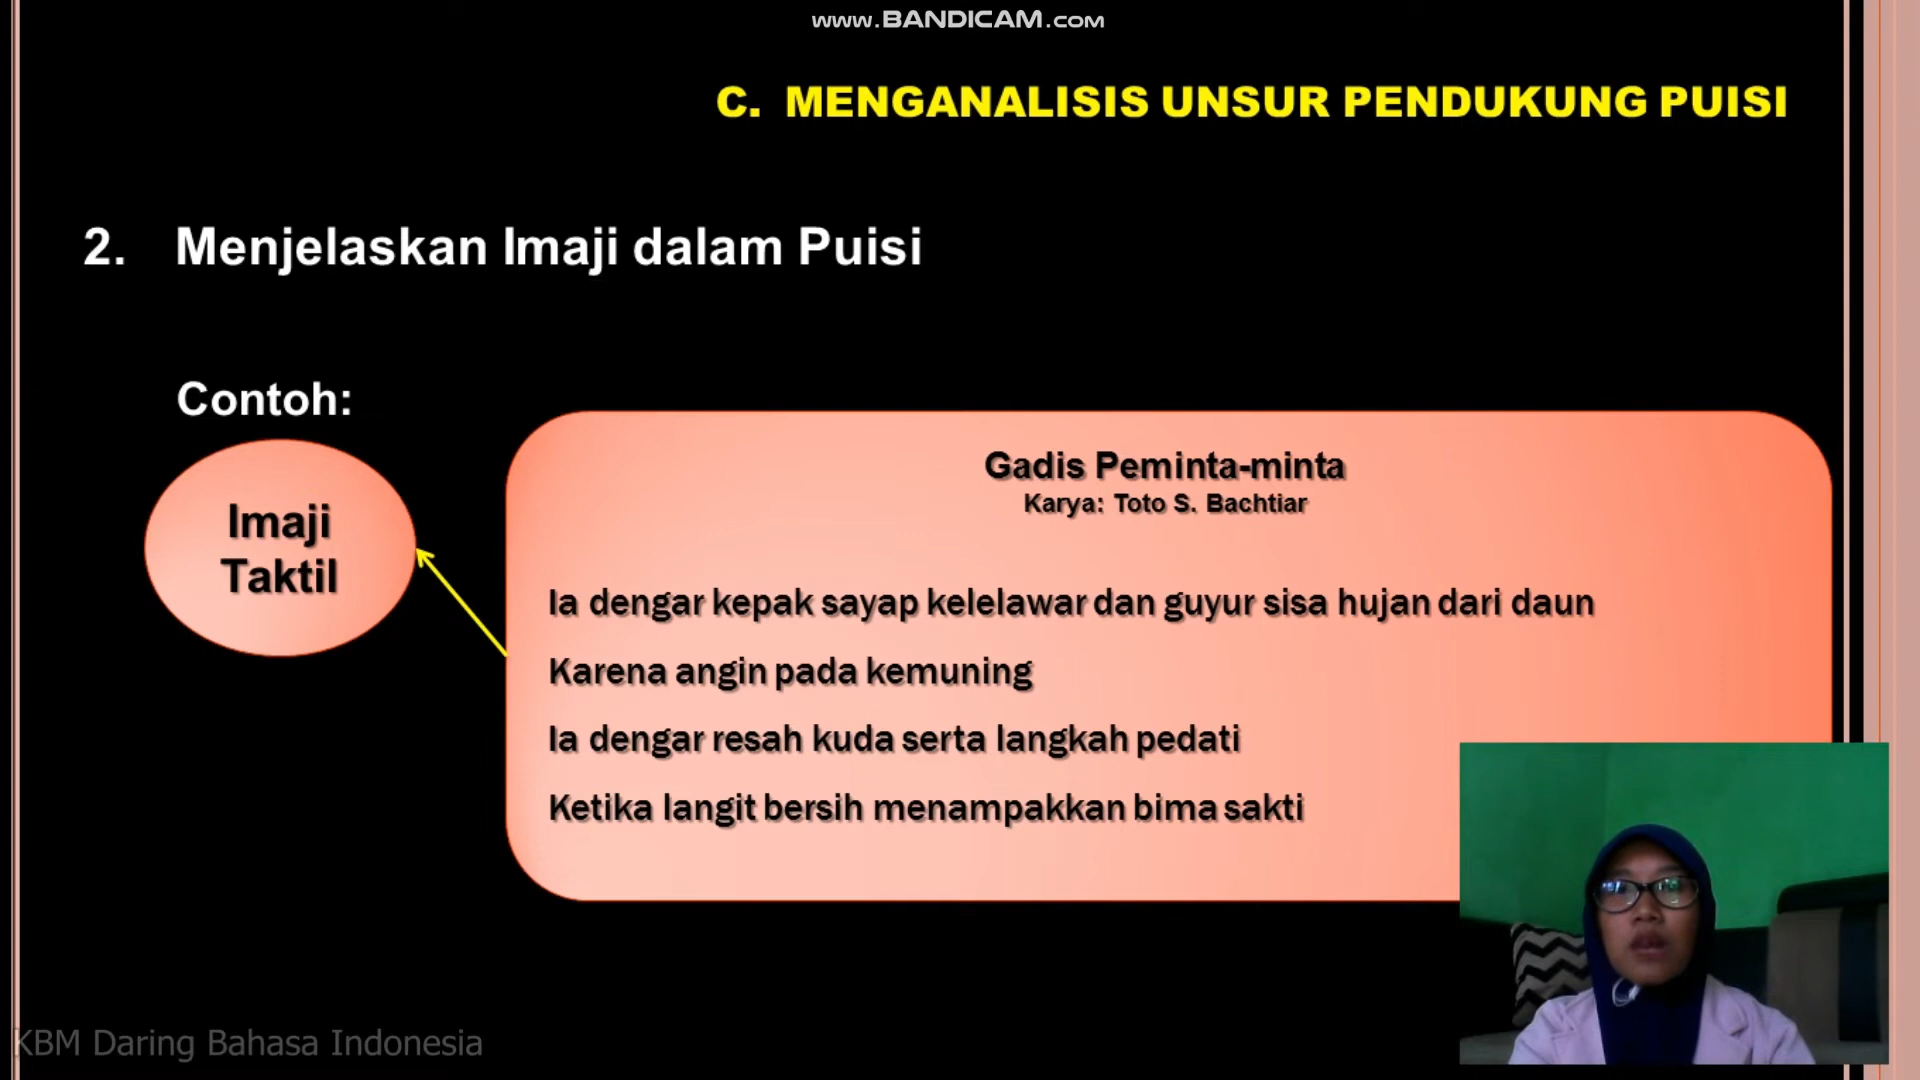 www.BANDICAM.com
C. MENGANALISIS UNSUR PENDUKUNG PUISI
2. Menjelaskan Imaji dalam Puisi
Contoh:
Imaji
Taktil
Gadis Peminta-minta
Karya: Toto S. Bachtiar
Ia dengar kepak sayap kelelawar dan guyur sisa hujan dari daun
Karena angin pada kemuning
Ia dengar resah kuda serta langkah pedati
Ketika langit bersih menampakkan bima sakti
KBM Daring Bahasa Indonesia